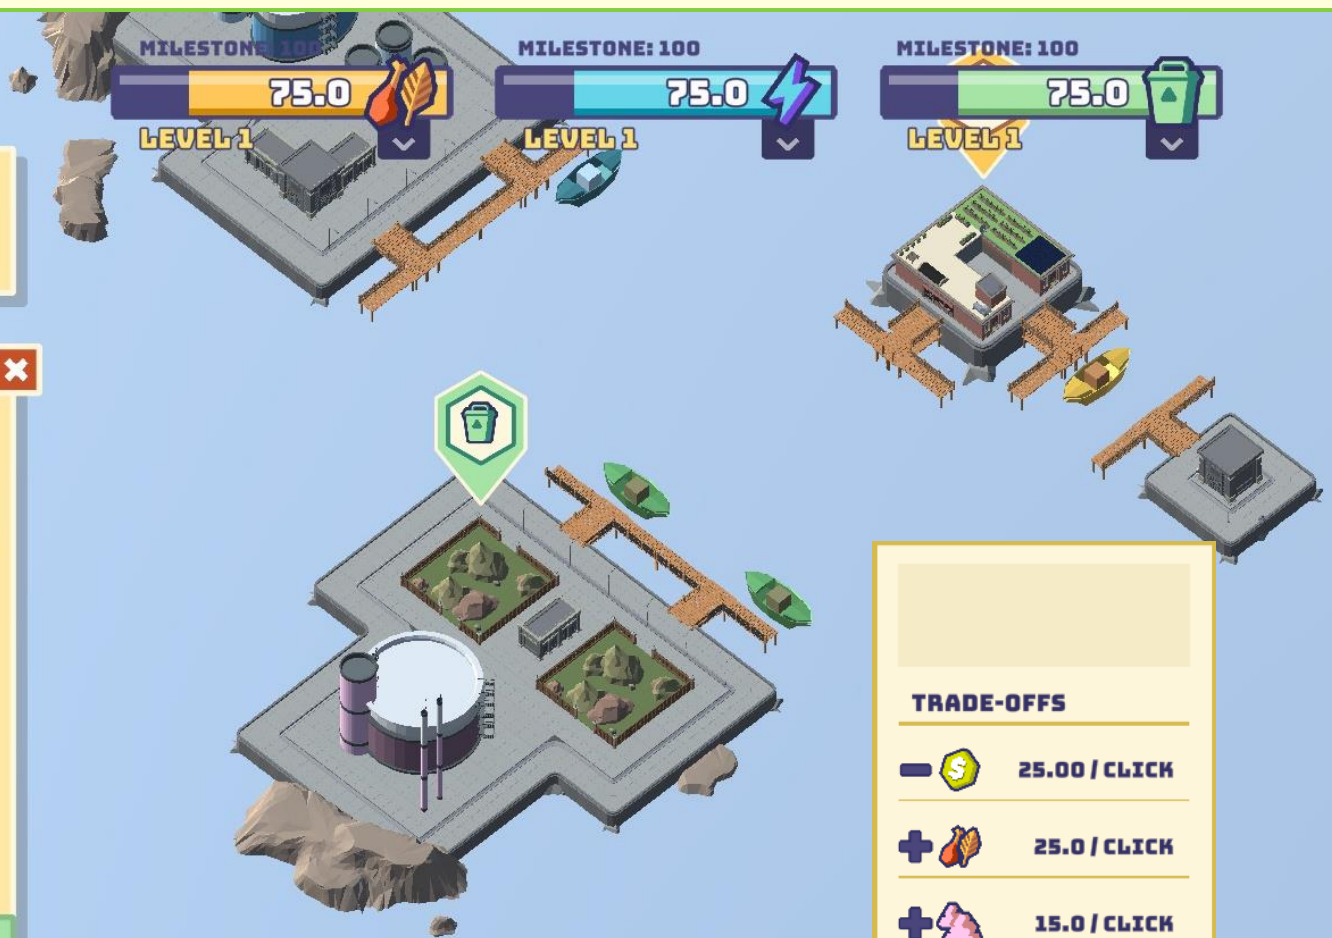 MILESTONE: 100
MILESTONE: 100
MILESTONE: 100
75.0
75.0
75.0
LEVEL 1
LEVEL 1
LEVEL 1
TRADE-OFFS
25.00 / CLICK
25.0 / CLICK
15.0 / CLICK